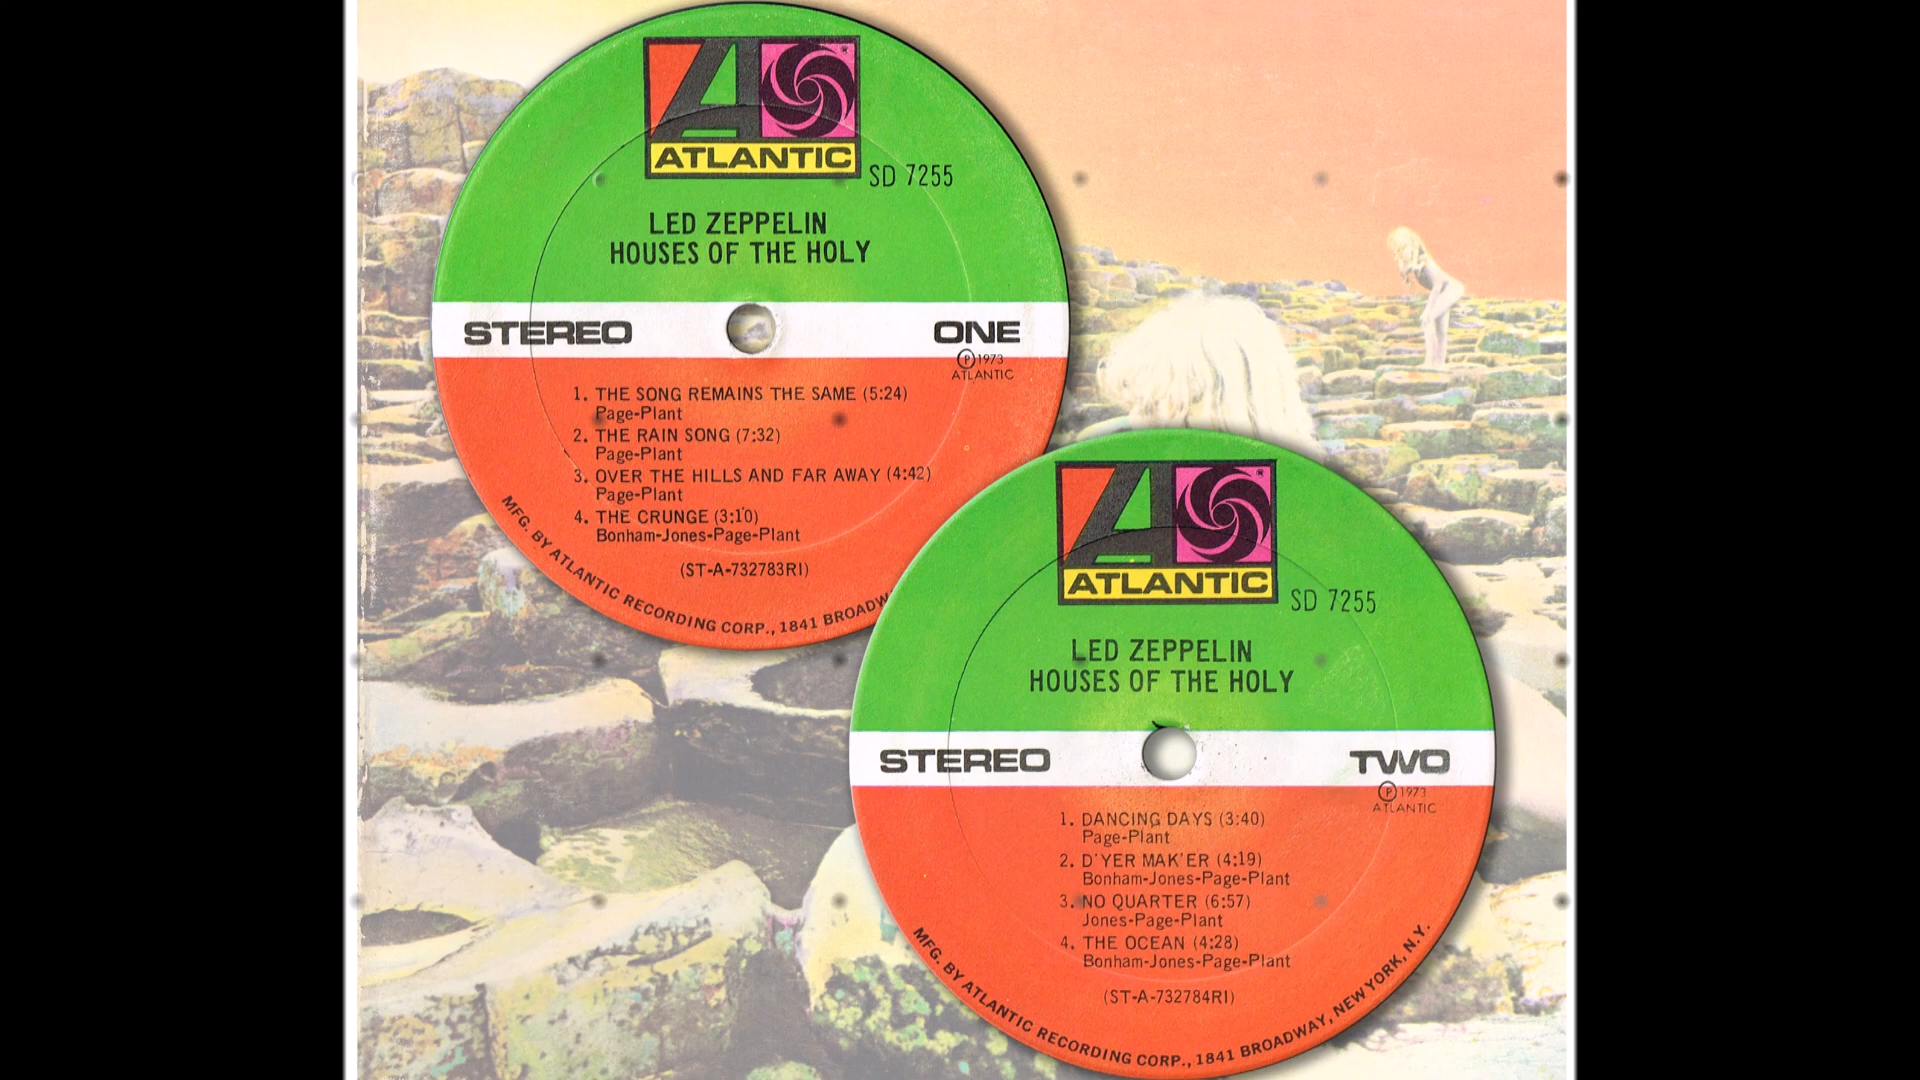 ATLANTIC
SD 7255
LED ZEPPELIN
HOUSES OF THE HOLY
STEREO ONE
Ⓟ1973
ATLANTIC
1. THE SONG REMAINS THE SAME (5:24)
Page-Plant
2. THE RAIN SONG (7:32)
Page-Plant
3. OVER THE HILLS AND FAR AWAY (4:42)
Page-Plant
4. THE CRUNGE (3:10)
Bonham-Jones-Page-Plant
(ST-A-732783RI)
MFG. BY ATLANTIC RECORDING CORP., 1841 BROADW
ATLANTIC
SD 7255
LED ZEPPELIN
HOUSES OF THE HOLY
STEREO TWO
Ⓟ1973
ATLANTIC
1. DANCING DAYS (3:40)
Page-Plant
2. D'YER MAK'ER (4:19)
Bonham-Jones-Page-Plant
3. NO QUARTER (6:57)
Jones-Page-Plant
4. THE OCEAN (4:28)
Bonham-Jones-Page-Plant
(ST-A-732784RI)
MFG. BY ATLANTIC RECORDING CORP., 1841 BROADWAY, NEW YORK, N.Y.